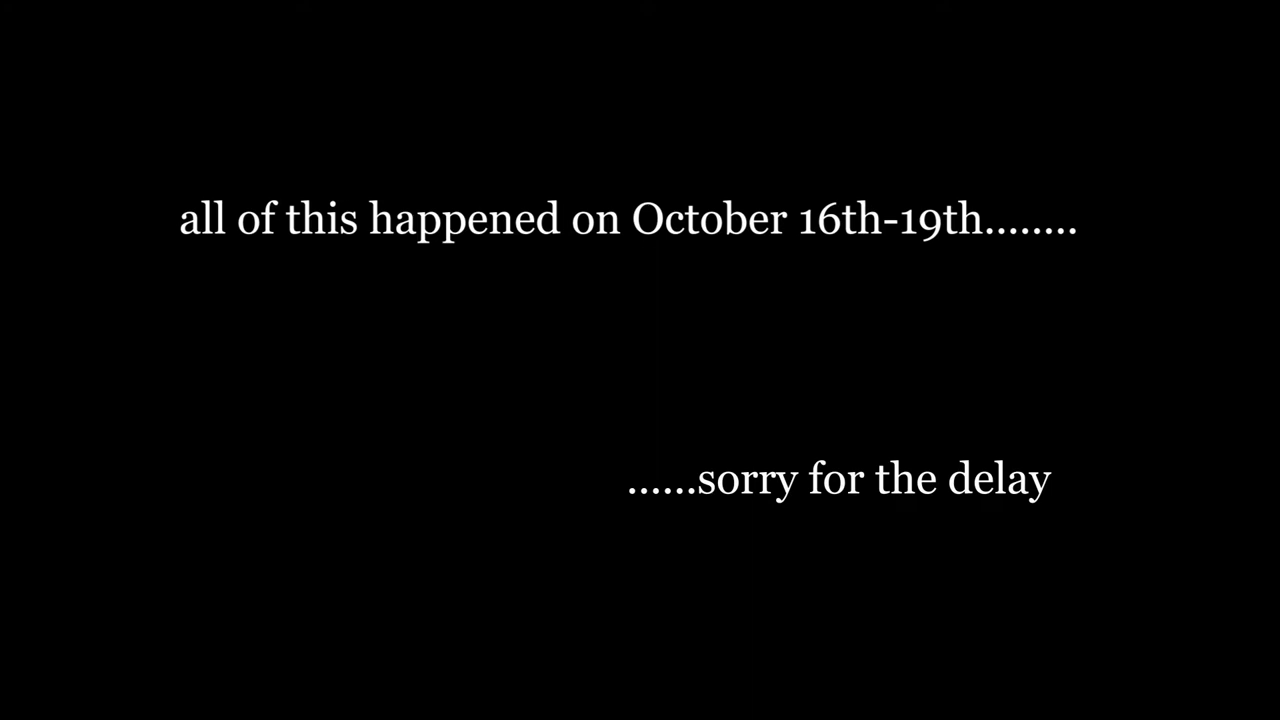 all of this happened on October 16th-19th........
......sorry for the delay